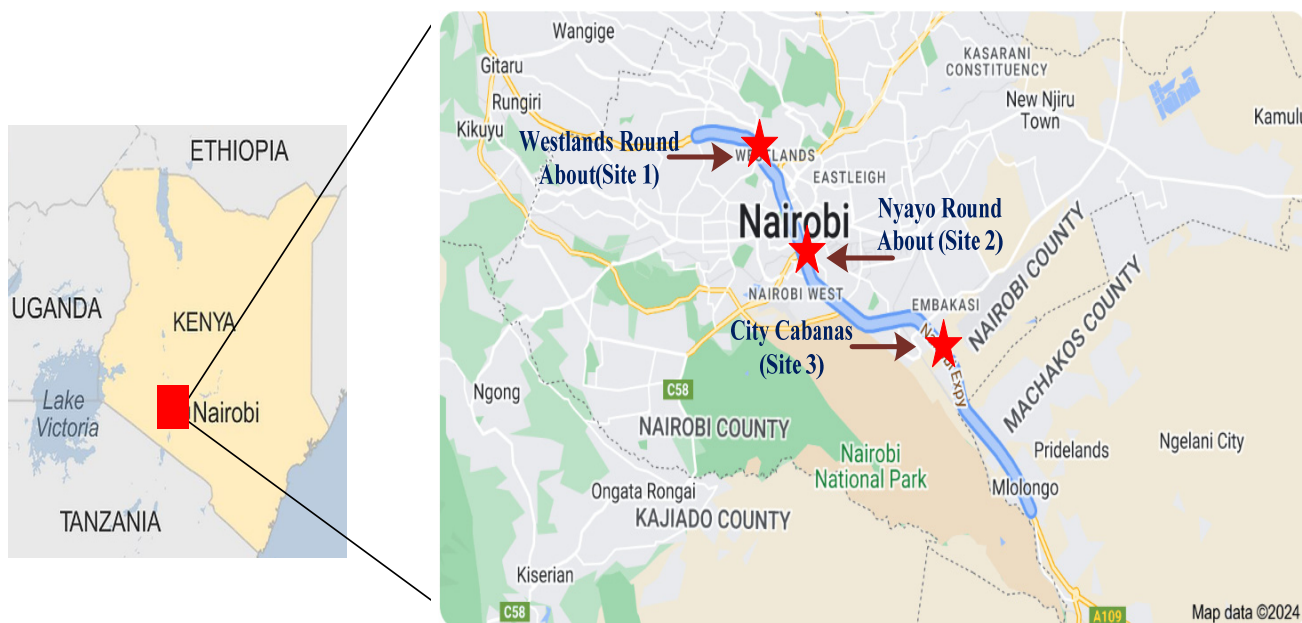 ETHIOPIA
UGANDA
KENYA
Lake
Victoria
Nairobi
TANZANIA
Wangige
Gitaru
Rungiri
Kikuyu
KASARANI
CONSTITUENCY
New Njiru
Town
Kamulu
Westlands Round
About(Site 1)
WESTLANDS
EASTLEIGH
Nairobi
Nyayo Round
About (Site 2)
NAIROBI WEST
EMBAKASI
City Cabanas
(Site 3)
Expy
NAIROBI COUNTY
MACHAKOS COUNTY
C58
Ngong
NAIROBI COUNTY
Nairobi
National Park
Pridelands
Ngelani City
Mlolongo
Ongata Rongai
KAJIADO COUNTY
Kiserian
C58
A109
Map data ©2024